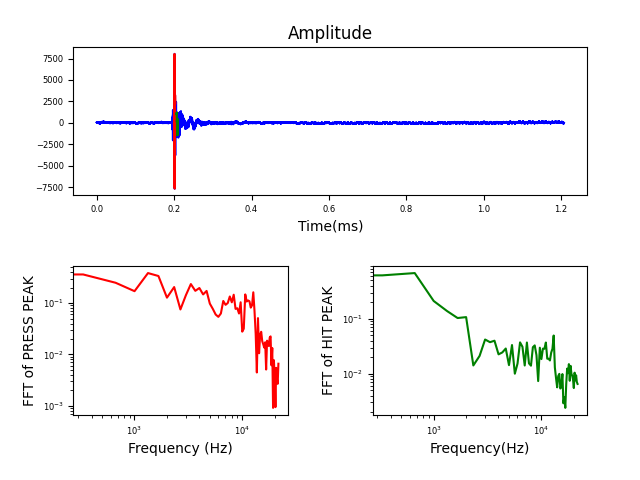 Amplitude
7500
5000
2500
0
−2500
−5000
−7500
0.0 0.2 0.4 0.6 0.8 1.0 1.2
Time(ms)
FFT of PRESS PEAK
10⁻¹
10⁻²
10⁻³
10³ 10⁴
Frequency (Hz)
FFT of HIT PEAK
10⁻¹
10⁻²
10³ 10⁴
Frequency(Hz)